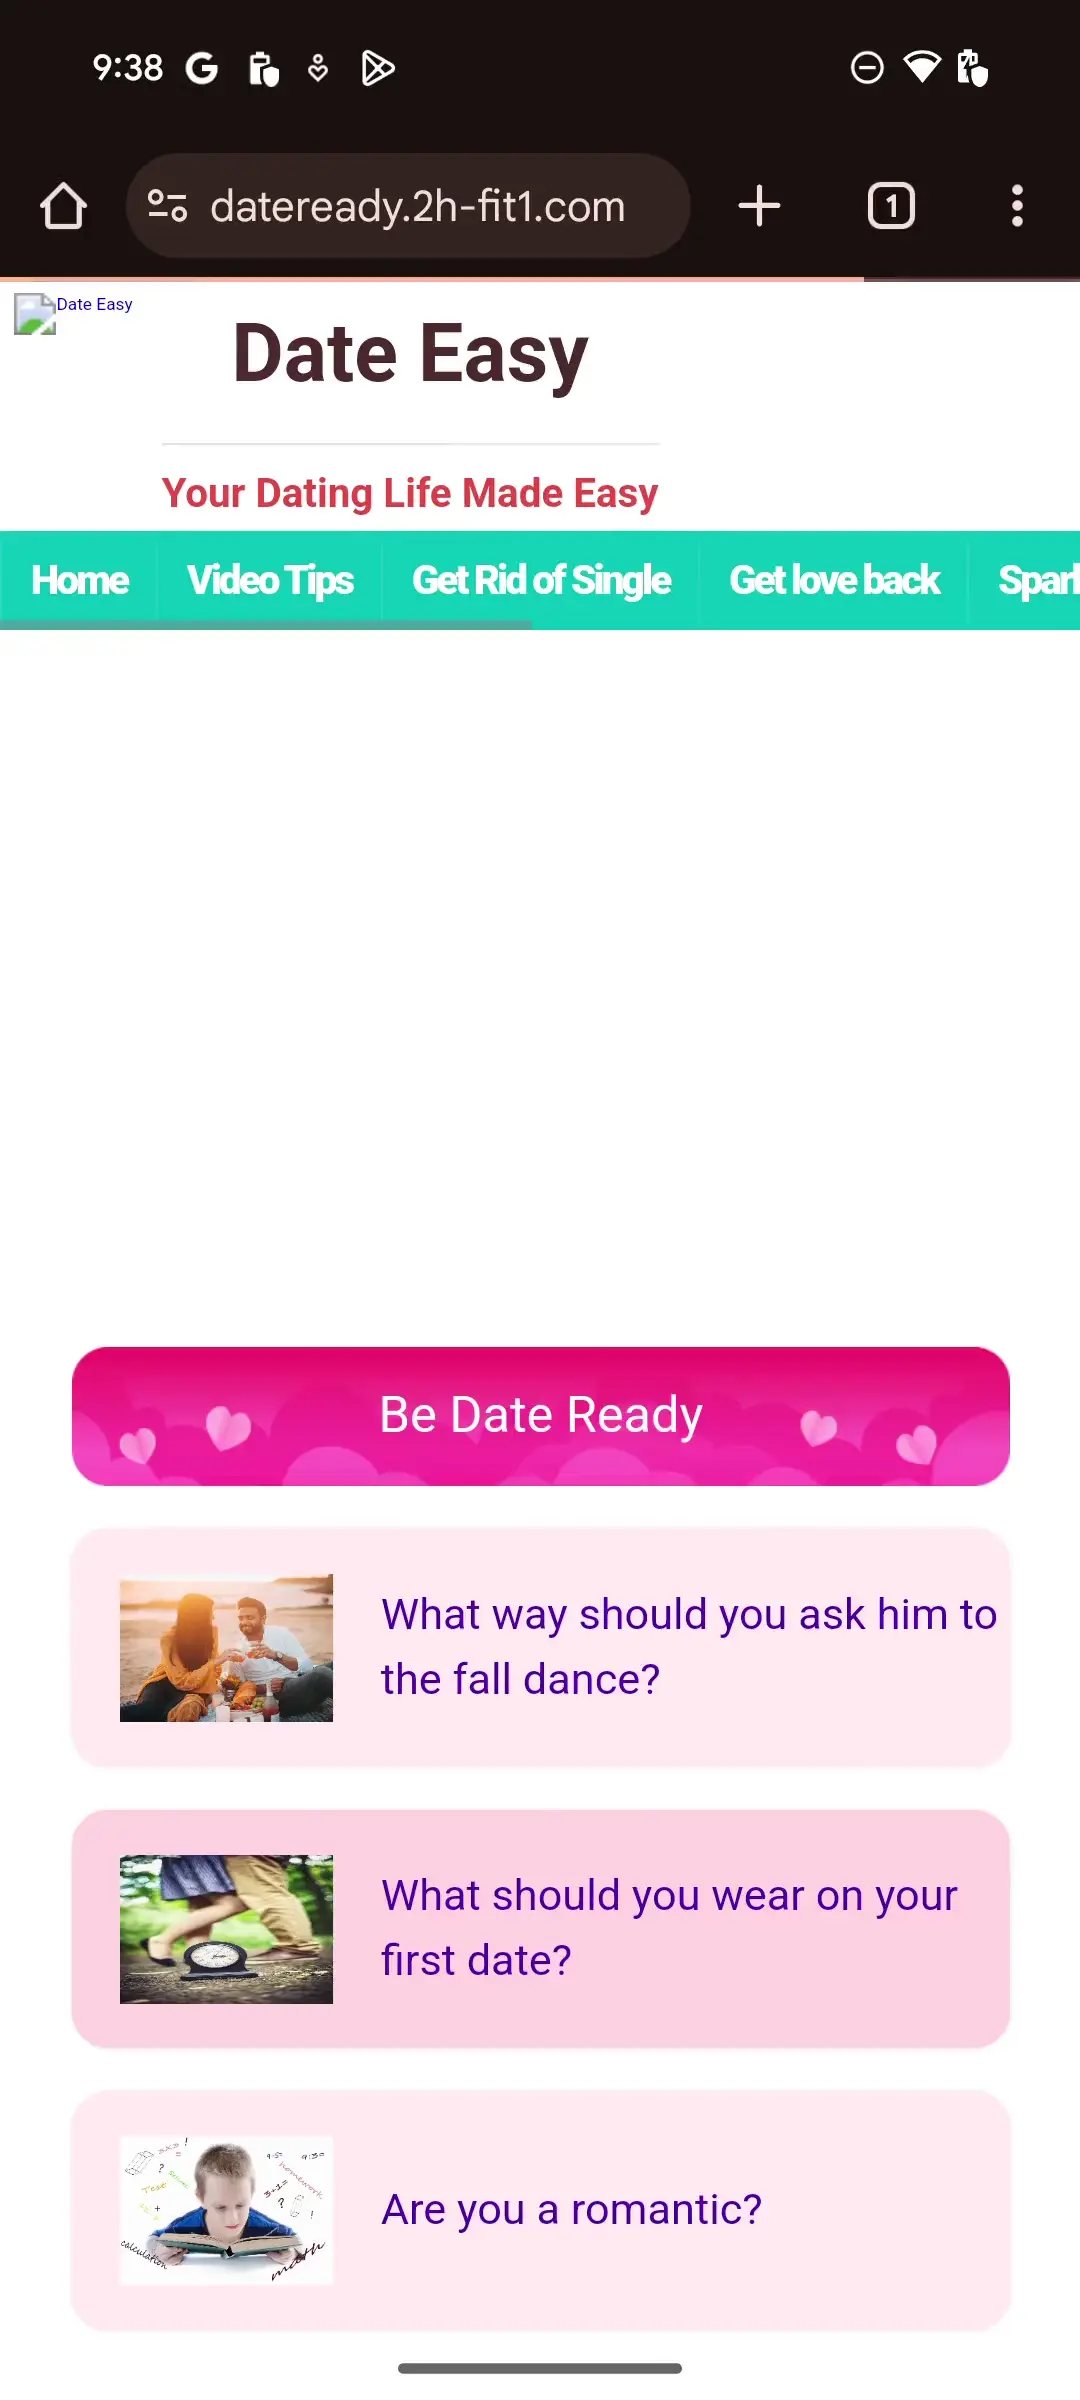 9:38
dateready.2h-fit1.com
1
Date Easy
Date Easy
Your Dating Life Made Easy
Home
Video Tips
Get Rid of Single
Get love back
Be Date Ready
What way should you ask him to
the fall dance?
What should you wear on your
first date?
Are you a romantic?